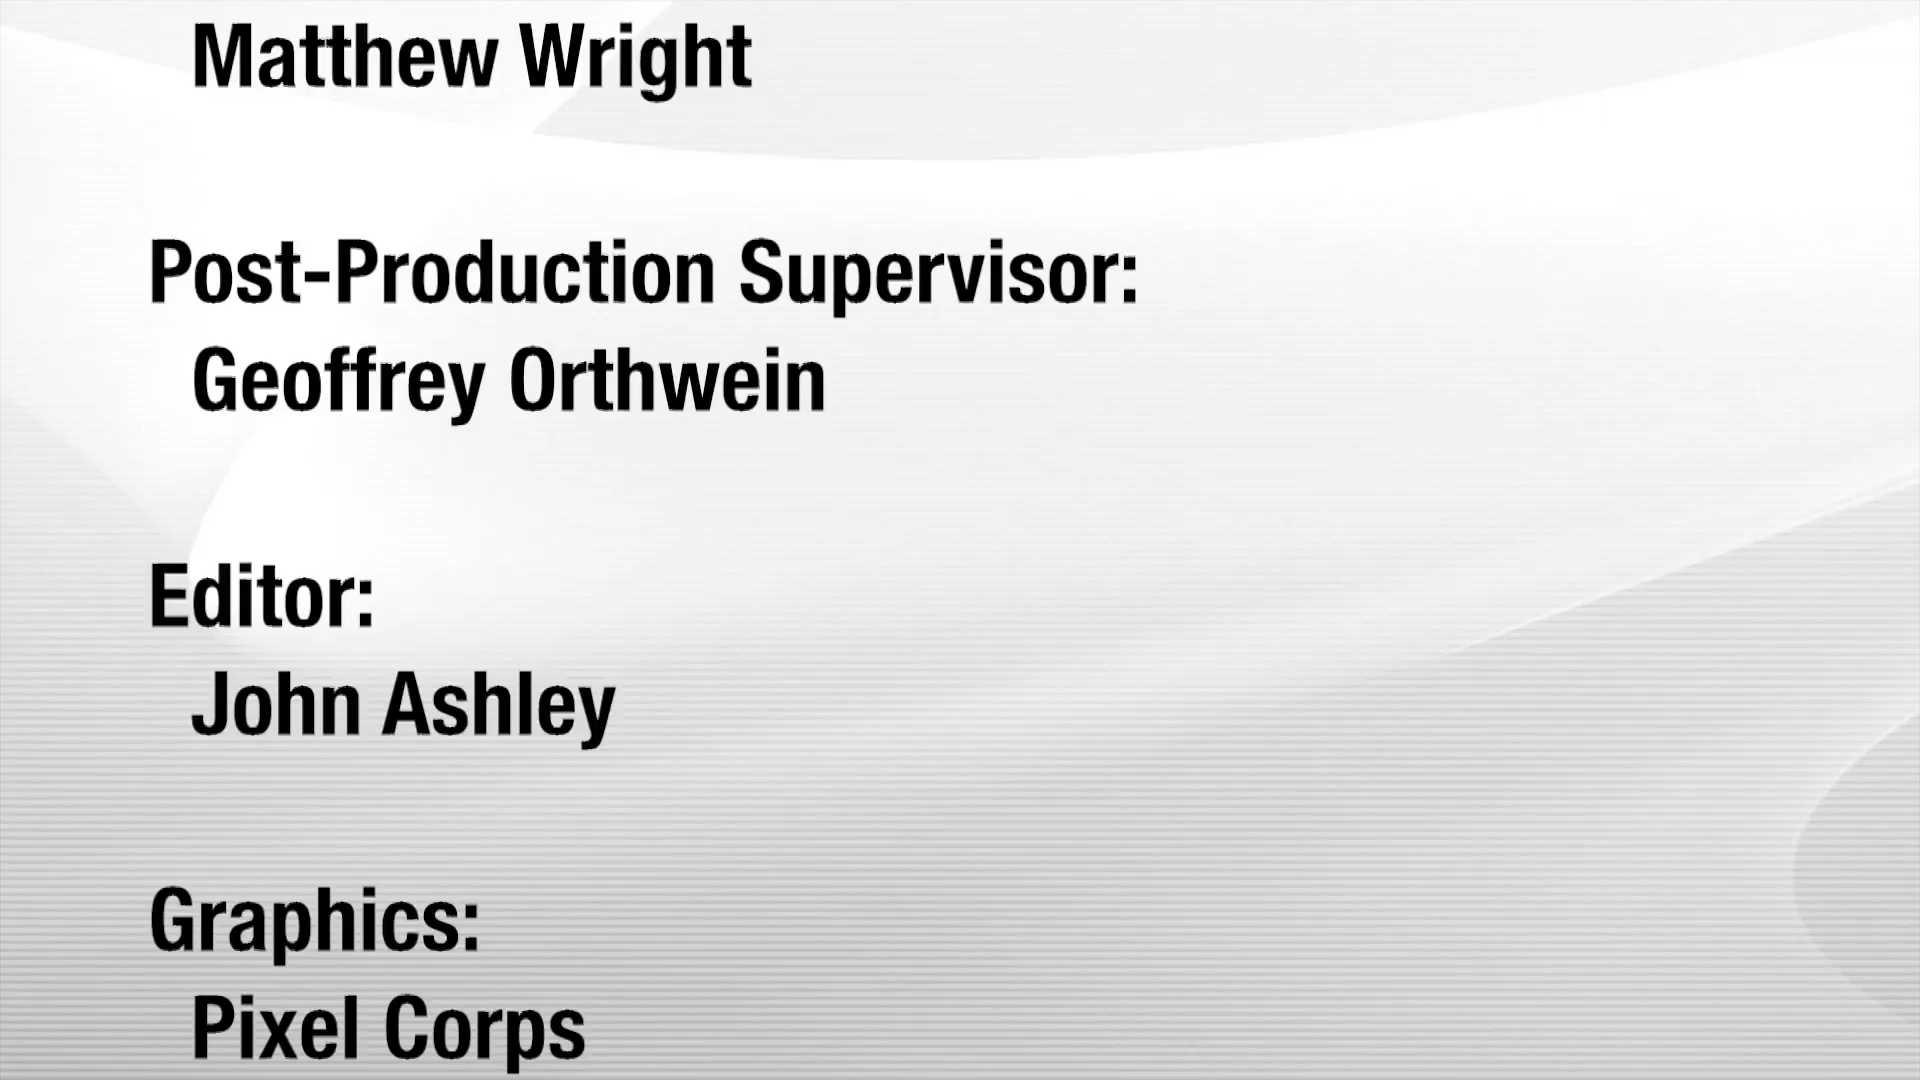 Matthew Wright
Post-Production Supervisor:
Geoffrey Orthwein
Editor:
John Ashley
Graphics:
Pixel Corps